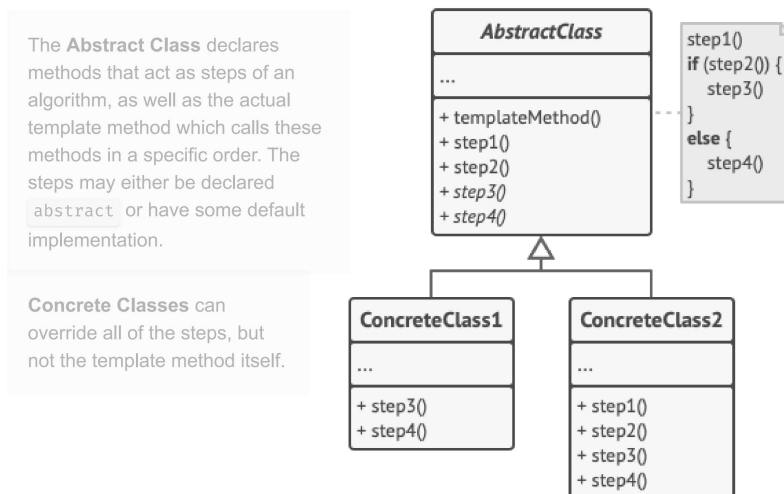 The Abstract Class declares
methods that act as steps of an
algorithm, as well as the actual
template method which calls these
methods in a specific order. The
steps may either be declared
abstract or have some default
implementation.
Concrete Classes can
override all of the steps, but
not the template method itself.
AbstractClass
...
+ templateMethod()
+ step1()
+ step2()
+ step3()
+ step4()
step1()
if (step2()) {
step3()
}
else {
step4()
}
ConcreteClass1
...
+ step3()
+ step4()
ConcreteClass2
...
+ step1()
+ step2()
+ step3()
+ step4()